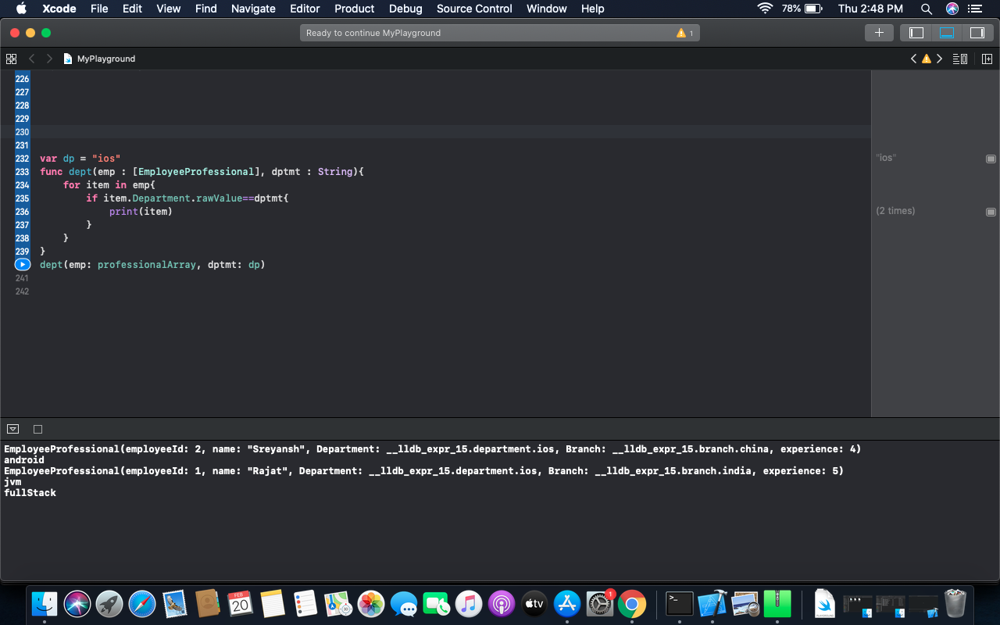 Xcode File Edit View Find Navigate Editor Product Debug Source Control Window Help 78% Thu 2:48 PM
Ready to continue MyPlayground 1
MyPlayground
226
227
228
229
230
231
232 var dp = "ios" "ios"
233 func dept(emp : [EmployeeProfessional], dptmt : String){
234 for item in emp{
235 if item.Department.rawValue==dptmt{
236 print(item) (2 times)
237 }
238 }
239 }
dept(emp: professionalArray, dptmt: dp)
241
242
EmployeeProfessional(employeeId: 2, name: "Sreyansh", Department: __lldb_expr_15.department.ios, Branch: __lldb_expr_15.branch.china, experience: 4)
android
EmployeeProfessional(employeeId: 1, name: "Rajat", Department: __lldb_expr_15.department.ios, Branch: __lldb_expr_15.branch.india, experience: 5)
jvm
fullStack
FEB
20
tv
1
>_